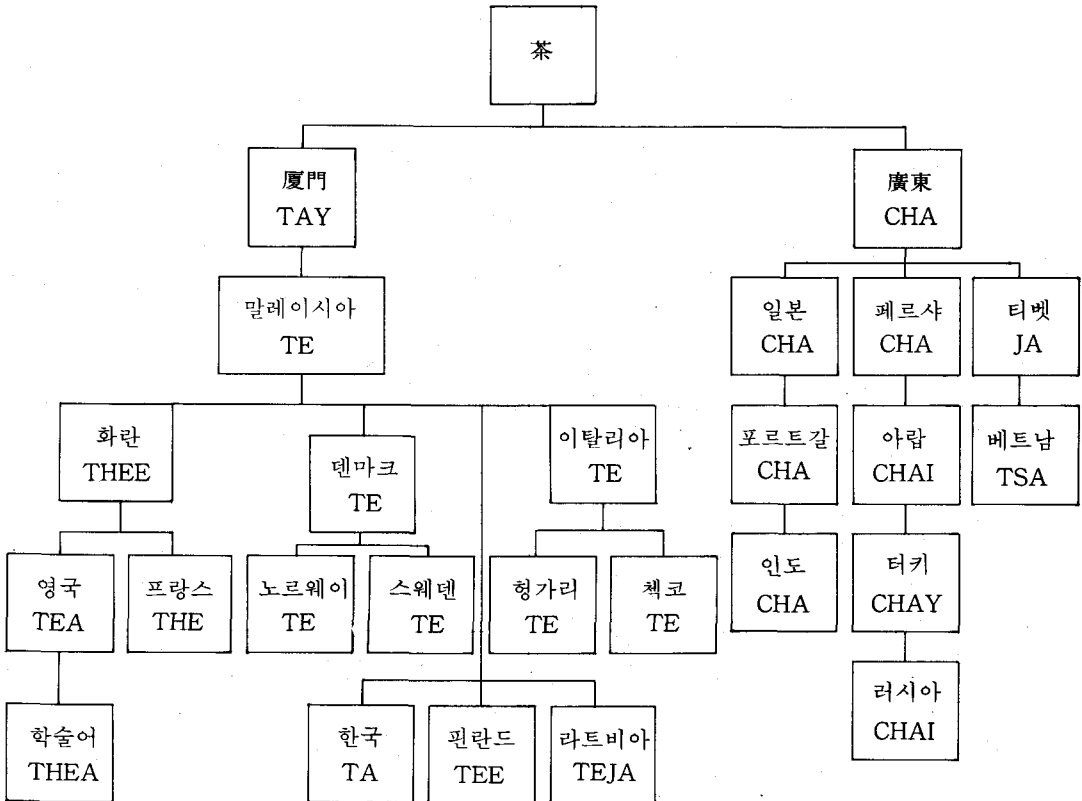 茶
厦門
TAY
廣東
CHA
말레이시아
TE
일본
CHA
페르샤
CHA
티벳
JA
화란
THEE
덴마크
TE
이탈리아
TE
포르트갈
CHA
아랍
CHAI
베트남
TSA
영국
TEA
프랑스
THE
노르웨이
TE
스웨덴
TE
헝가리
TE
첵코
TE
인도
CHA
터키
CHAY
학술어
THEA
한국
TA
핀란드
TEE
라트비아
TEJA
러시아
CHAI